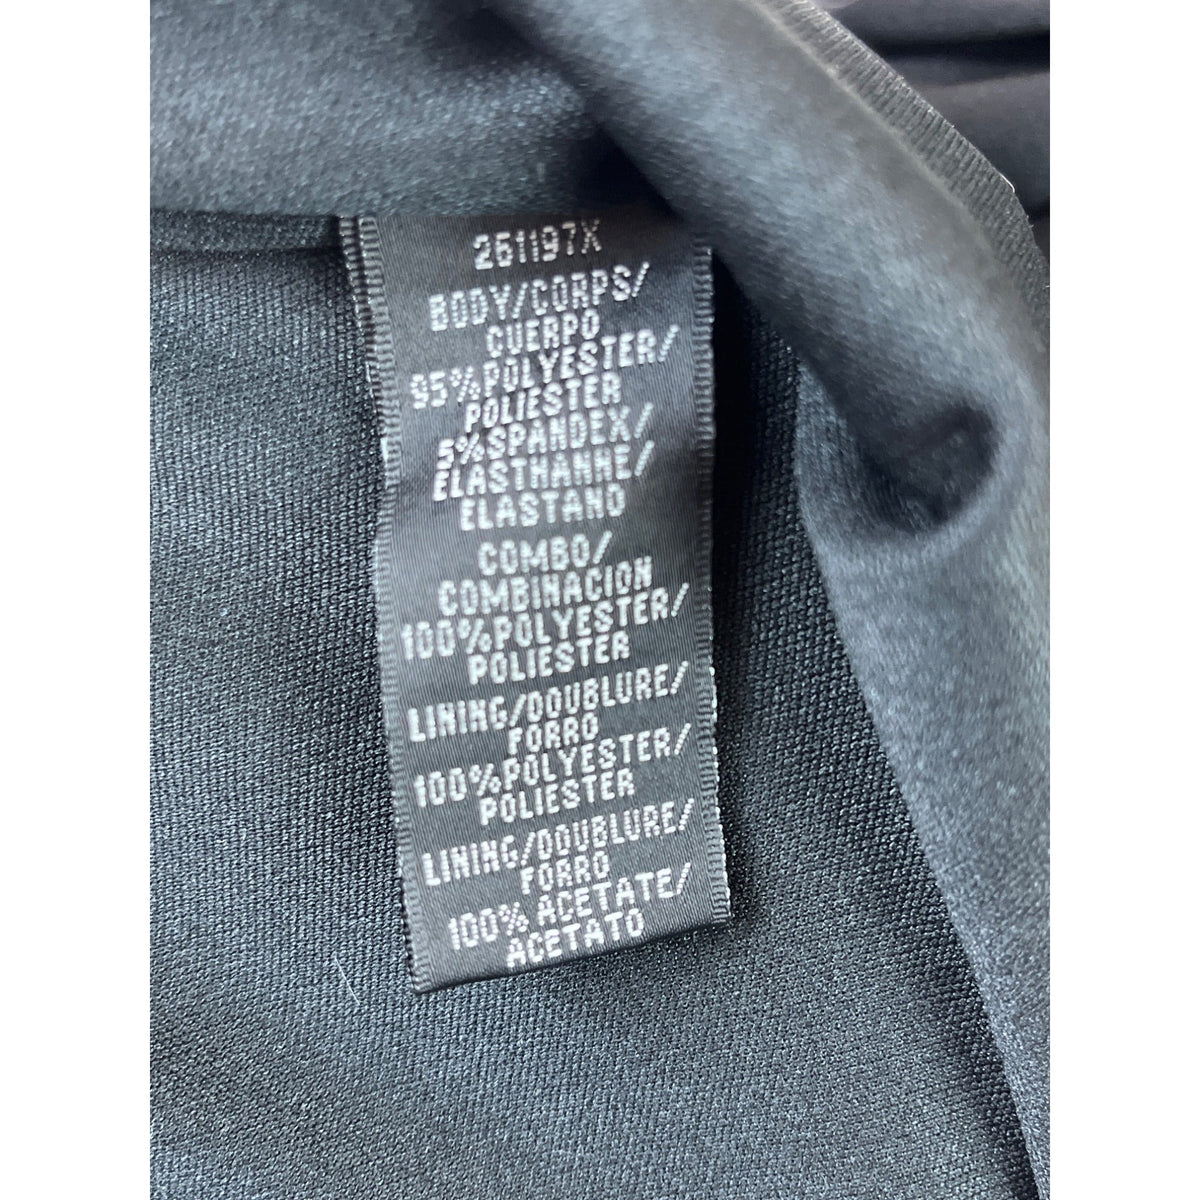 251197X
BODY/CORPS/
CUERPO
95%POLYESTER/
POLIESTER
5%SPANDEX/
ELASTHANNE/
ELASTANO
COMBO/
COMBINACION
100%POLYESTER/
POLIESTER
LINING/DOUBLURE/
FORRO
100%POLYESTER/
POLIESTER
LINING/DOUBLURE/
FORRO
100% ACETATE/
ACETATO